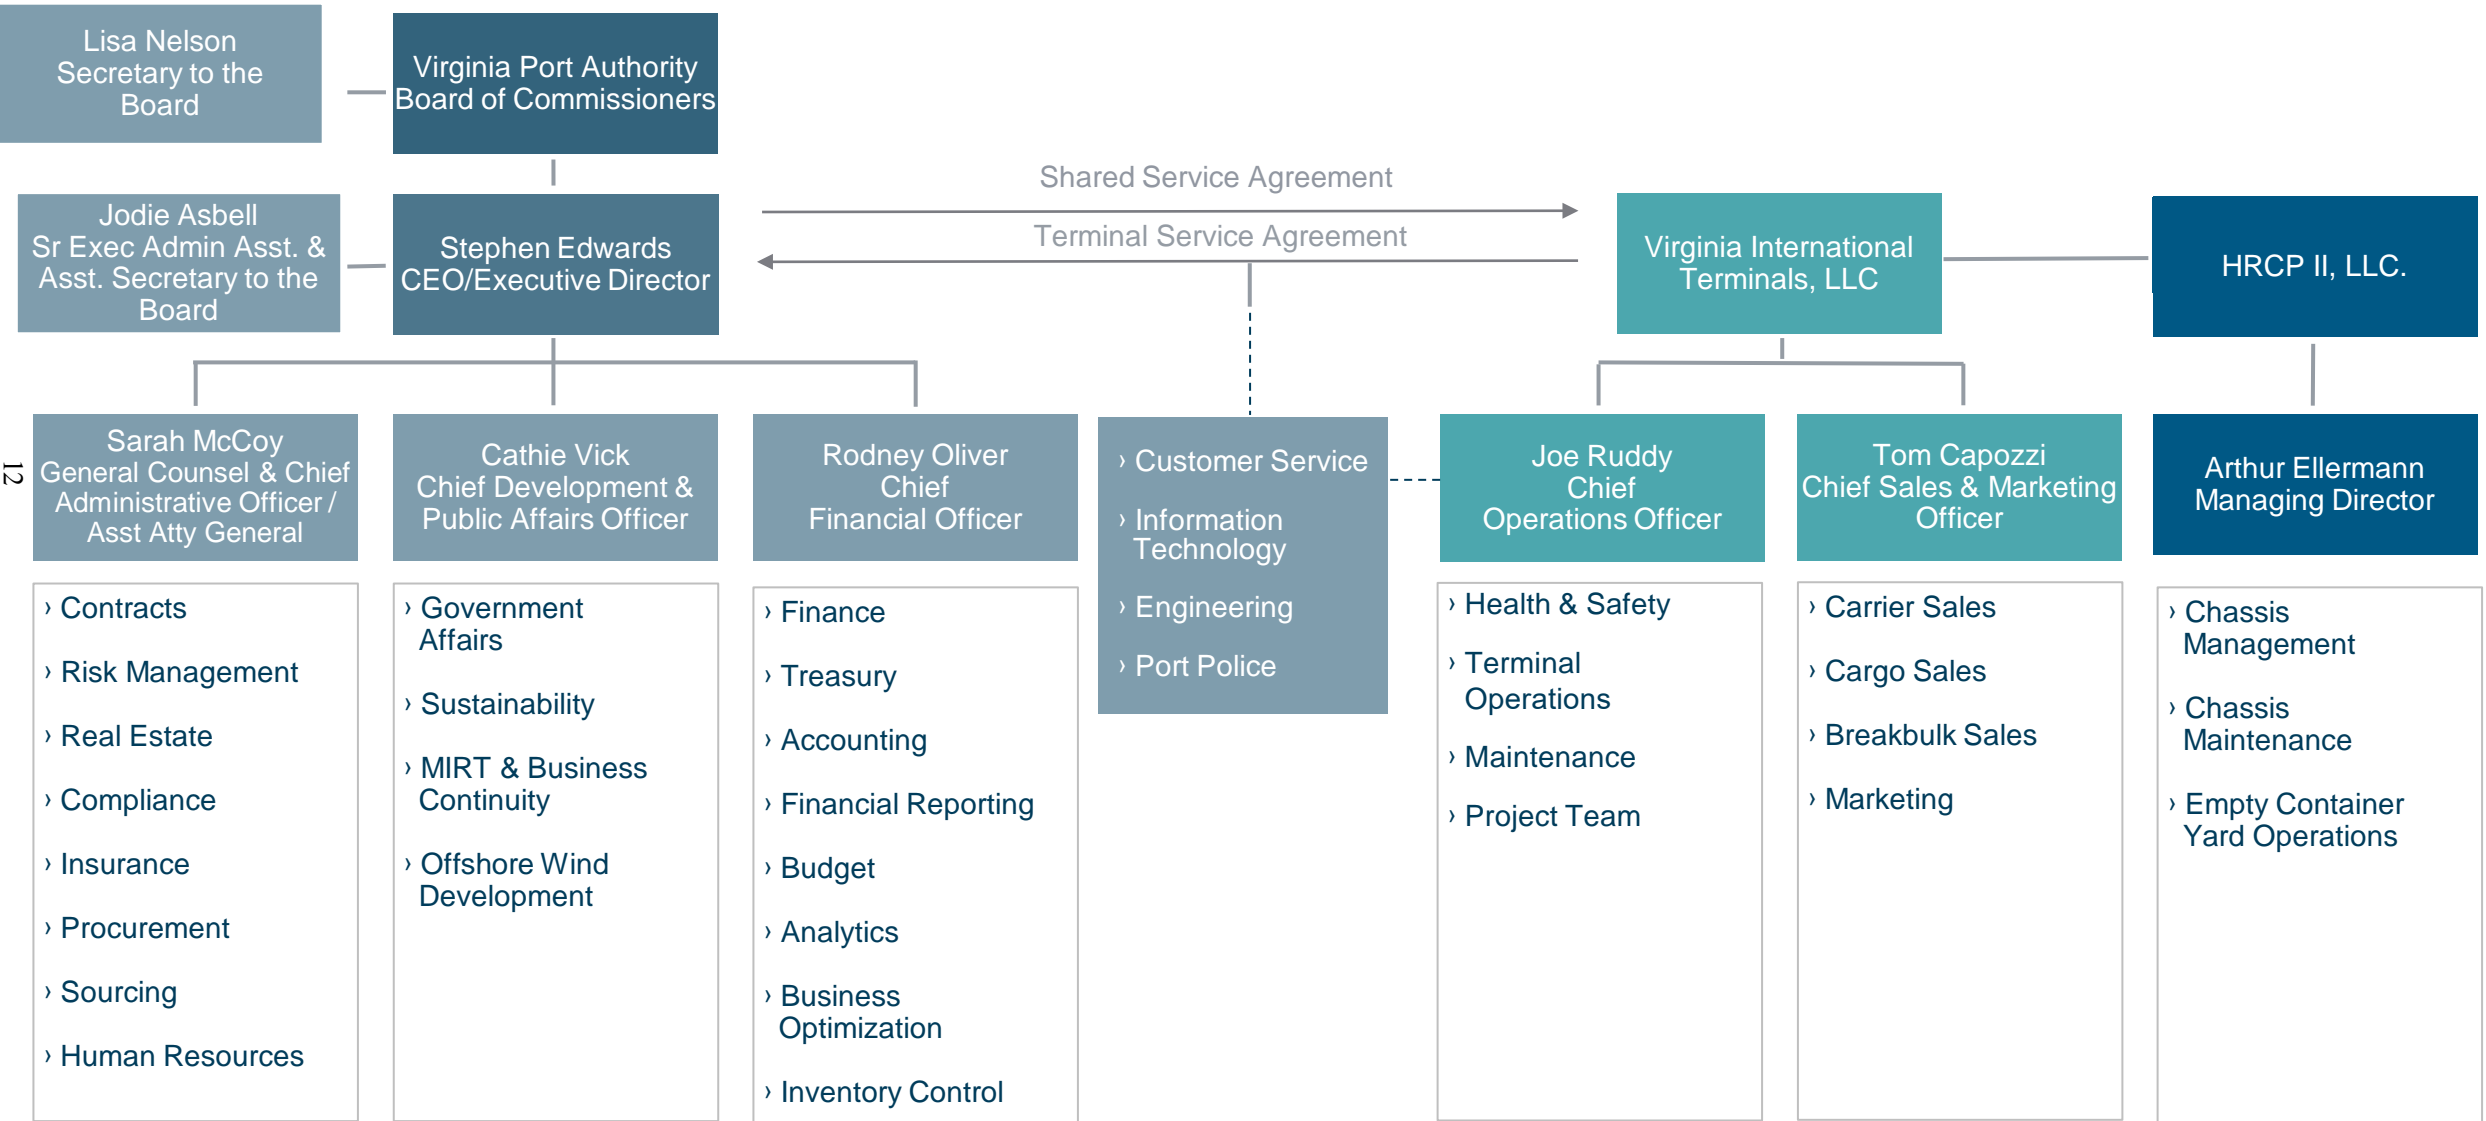 Lisa Nelson
Secretary to the
Board
Virginia Port Authority
Board of Commissioners
Jodie Asbell
Sr Exec Admin Asst. &
Asst. Secretary to the
Board
Stephen Edwards
CEO/Executive Director
Shared Service Agreement
Terminal Service Agreement
Virginia International
Terminals, LLC
HRCP II, LLC.
12
Sarah McCoy
General Counsel & Chief
Administrative Officer /
Asst Atty General
Cathie Vick
Chief Development &
Public Affairs Officer
Rodney Oliver
Chief
Financial Officer
› Customer Service
› Information
Technology
› Engineering
› Port Police
Joe Ruddy
Chief
Operations Officer
Tom Capozzi
Chief Sales & Marketing
Officer
Arthur Ellermann
Managing Director
› Contracts
› Risk Management
› Real Estate
› Compliance
› Insurance
› Procurement
› Sourcing
› Human Resources
› Government
Affairs
› Sustainability
› MIRT & Business
Continuity
› Offshore Wind
Development
› Finance
› Treasury
› Accounting
› Financial Reporting
› Budget
› Analytics
› Business
Optimization
› Inventory Control
› Health & Safety
› Terminal
Operations
› Maintenance
› Project Team
› Carrier Sales
› Cargo Sales
› Breakbulk Sales
› Marketing
› Chassis
Management
› Chassis
Maintenance
› Empty Container
Yard Operations